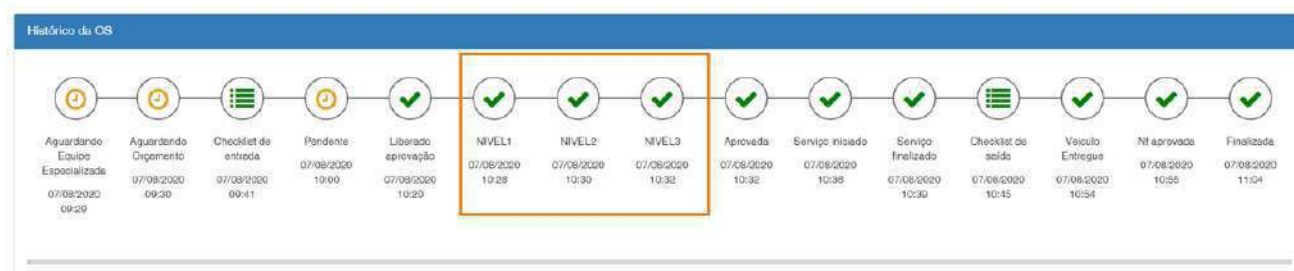 Histórico da OS
Aguardando
Equipe
Especializada
07/08/2020
09:29
Aguardando
Orçamento
07/08/2020
09:30
Checklist de
entrada
07/08/2020
09:41
Pendente
07/08/2020
10:00
Liberado
aprovação
07/08/2020
10:20
NIVEL1
07/08/2020
10:28
NIVEL2
07/08/2020
10:30
NIVEL3
07/08/2020
10:32
Aprovada
07/08/2020
10:32
Serviço iniciado
07/08/2020
10:36
Serviço
finalizado
07/08/2020
10:39
Checklist de
saída
07/08/2020
10:45
Veiculo
Entregue
07/08/2020
10:54
Nf aprovada
07/08/2020
10:55
Finalizada
07/08/2020
11:04